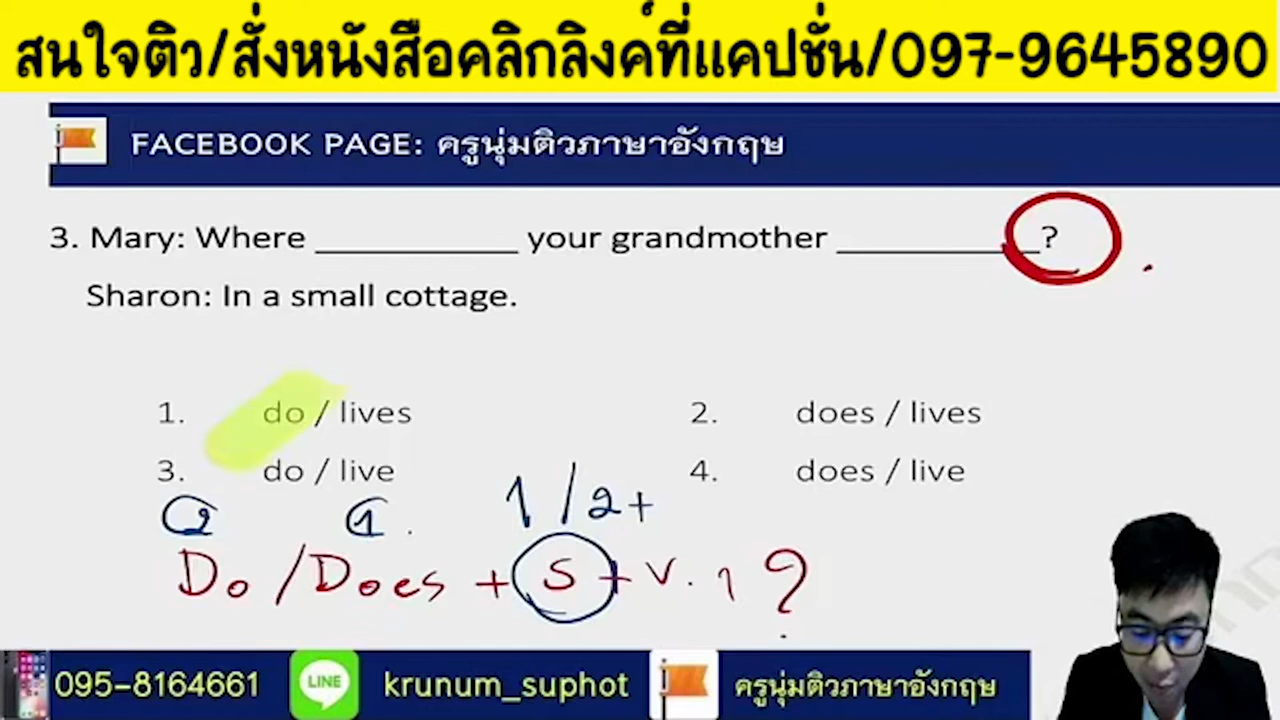 สนใจติว/สั่งหนังสือคลิกลิงค์ที่แคปชั่น/097-9645890
FACEBOOK PAGE: ครูนุ่มติวภาษาอังกฤษ
3. Mary: Where ____________ your grandmother ____________?
Sharon: In a small cottage.
1. do / lives
2. does / lives
3. do / live
4. does / live
2 1 1/2+
Do/Does + S + V.1?
095-8164661 LINE krunum_suphot ครูนุ่มติวภาษาอังกฤษ